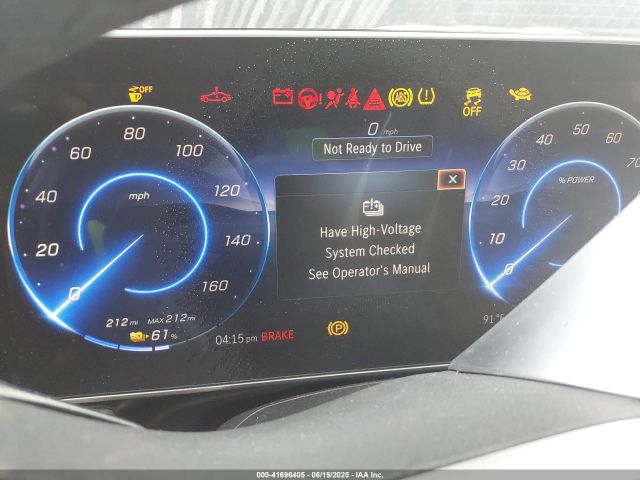 OFF
ABS
OFF
0 mph
Not Ready to Drive
X
Have High-Voltage
System Checked
See Operator's Manual
0
20
40
60
80
100
120
140
160
mph
212 mi MAX 212 mi
61 %
04:15 pm BRAKE
P
0
10
20
30
40
50
60
70
% POWER
91°F
000-41696405 - 06/19/2025 - IAA Inc.